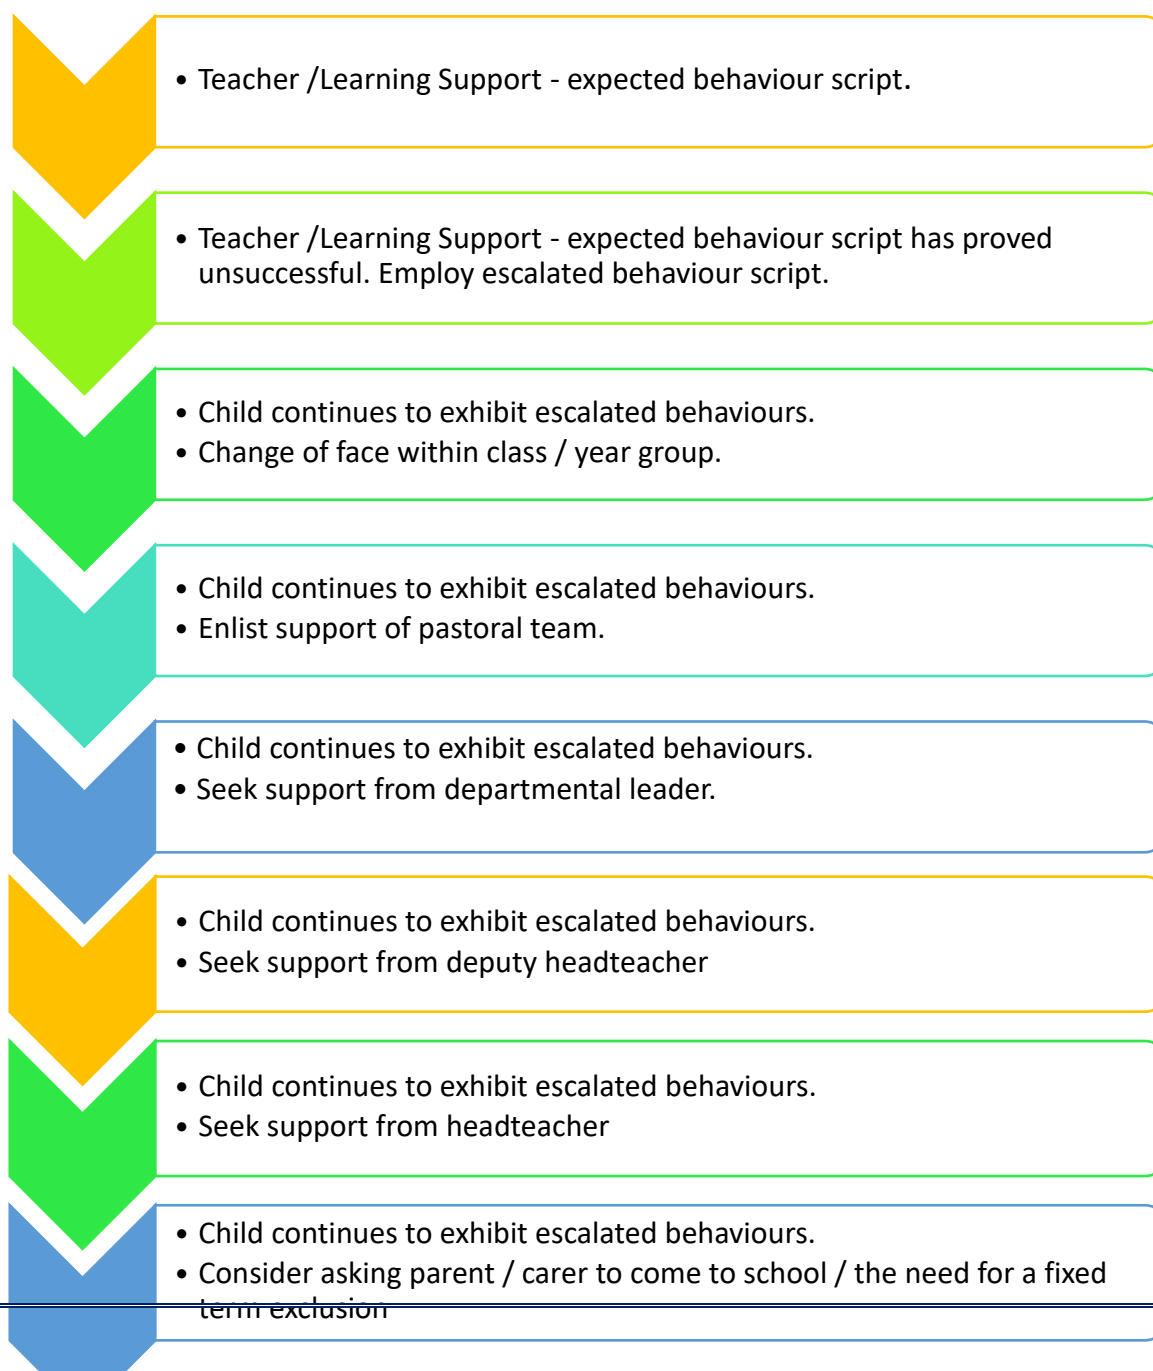 • Teacher /Learning Support - expected behaviour script.
• Teacher /Learning Support - expected behaviour script has proved
unsuccessful. Employ escalated behaviour script.
• Child continues to exhibit escalated behaviours.
• Change of face within class / year group.
• Child continues to exhibit escalated behaviours.
• Enlist support of pastoral team.
• Child continues to exhibit escalated behaviours.
• Seek support from departmental leader.
• Child continues to exhibit escalated behaviours.
• Seek support from deputy headteacher
• Child continues to exhibit escalated behaviours.
• Seek support from headteacher
• Child continues to exhibit escalated behaviours.
• Consider asking parent / carer to come to school / the need for a fixed
term exclusion